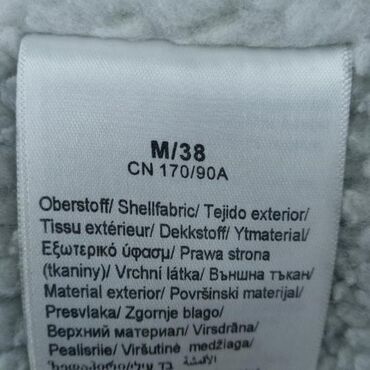 M/38
CN 170/90A
Oberstoff/ Shellfabric/ Tejido exterior/
Tissu extérieur/ Dekkstoff/ Ytmaterial/
Εξωτερικό ύφασμ/ Prawa strona
(tkaniny)/ Vrchní látka/ Външна тъкан/
Material exterior/ Površinski materijal/
Presvlaka/ Zgornje blago/
Верхний материал/ Virsdrāna/
Pealisriie/ Viršutinė medžiaga/